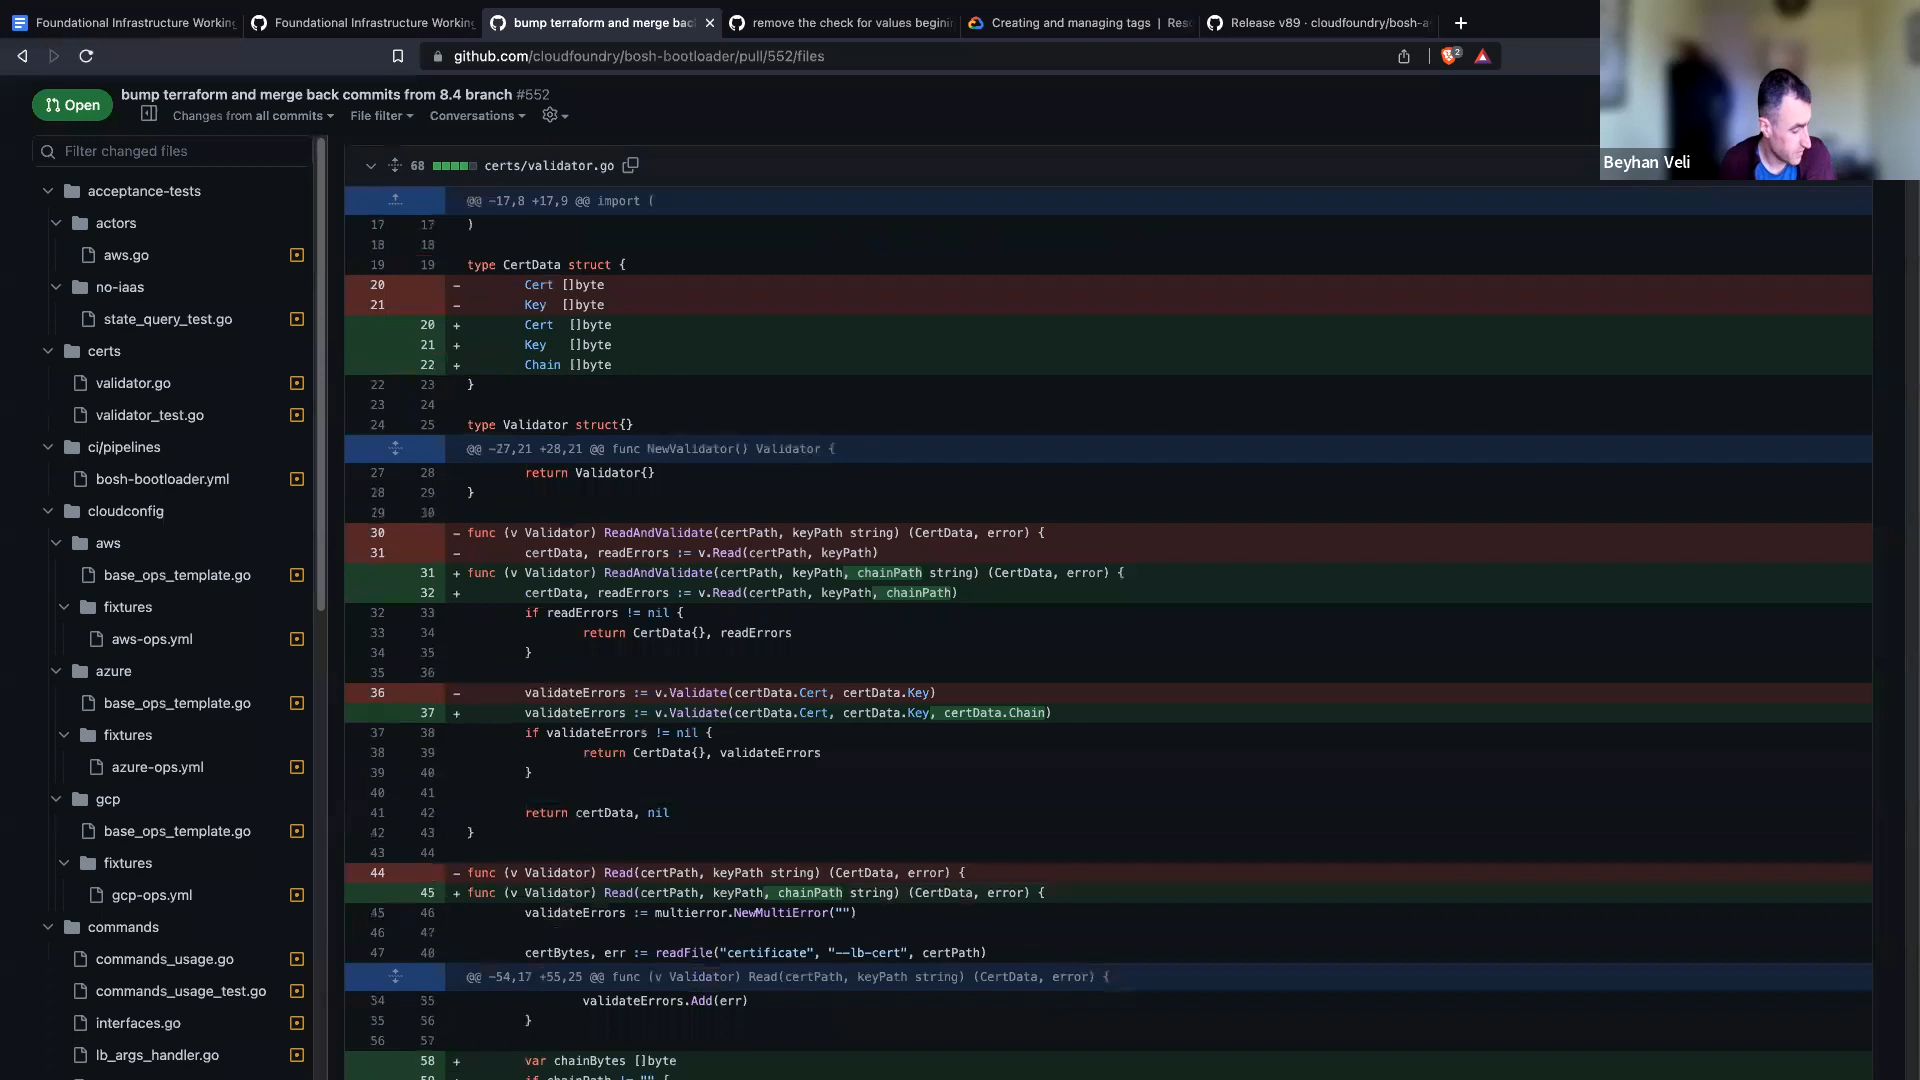 Foundational Infrastructure Working
Foundational Infrastructure Working
bump terraform and merge bac
remove the check for values begini
Creating and managing tags | Res
Release v89 · cloudfoundry/bosh-a
github.com/cloudfoundry/bosh-bootloader/pull/552/files
2
Open
bump terraform and merge back commits from 8.4 branch #552
Changes from all commits
File filter
Conversations
Beyhan Veli
Filter changed files
acceptance-tests
actors
aws.go
no-iaas
state_query_test.go
certs
validator.go
validator_test.go
ci/pipelines
bosh-bootloader.yml
cloudconfig
aws
base_ops_template.go
fixtures
aws-ops.yml
azure
base_ops_template.go
fixtures
azure-ops.yml
gcp
base_ops_template.go
fixtures
gcp-ops.yml
commands
commands_usage.go
commands_usage_test.go
interfaces.go
lb_args_handler.go
68 certs/validator.go
@@ -17,8 +17,9 @@ import (
17 17 )
18 18
19 19 type CertData struct {
20 - Cert []byte
21 - Key []byte
20 + Cert []byte
21 + Key []byte
22 + Chain []byte
22 23 }
23 24
24 25 type Validator struct{}
@@ -27,21 +28,21 @@ func NewValidator() Validator {
27 28 return Validator{}
28 29 }
29 30
30 - func (v Validator) ReadAndValidate(certPath, keyPath string) (CertData, error) {
31 - certData, readErrors := v.Read(certPath, keyPath)
31 + func (v Validator) ReadAndValidate(certPath, keyPath, chainPath string) (CertData, error) {
32 + certData, readErrors := v.Read(certPath, keyPath, chainPath)
32 33 if readErrors != nil {
33 34 return CertData{}, readErrors
34 35 }
35 36
36 - validateErrors := v.Validate(certData.Cert, certData.Key)
37 + validateErrors := v.Validate(certData.Cert, certData.Key, certData.Chain)
37 38 if validateErrors != nil {
38 39 return CertData{}, validateErrors
39 40 }
40 41
41 42 return certData, nil
42 43 }
43 44
44 - func (v Validator) Read(certPath, keyPath string) (CertData, error) {
45 + func (v Validator) Read(certPath, keyPath, chainPath string) (CertData, error) {
45 46 validateErrors := multierror.NewMultiError("")
46 47
47 48 certBytes, err := readFile("certificate", "--lb-cert", certPath)
@@ -54,17 +55,25 @@ func (v Validator) Read(certPath, keyPath string) (CertData, error) {
54 55 validateErrors.Add(err)
55 56 }
56 57
58 + var chainBytes []byte
59 + if chainPath != "" {